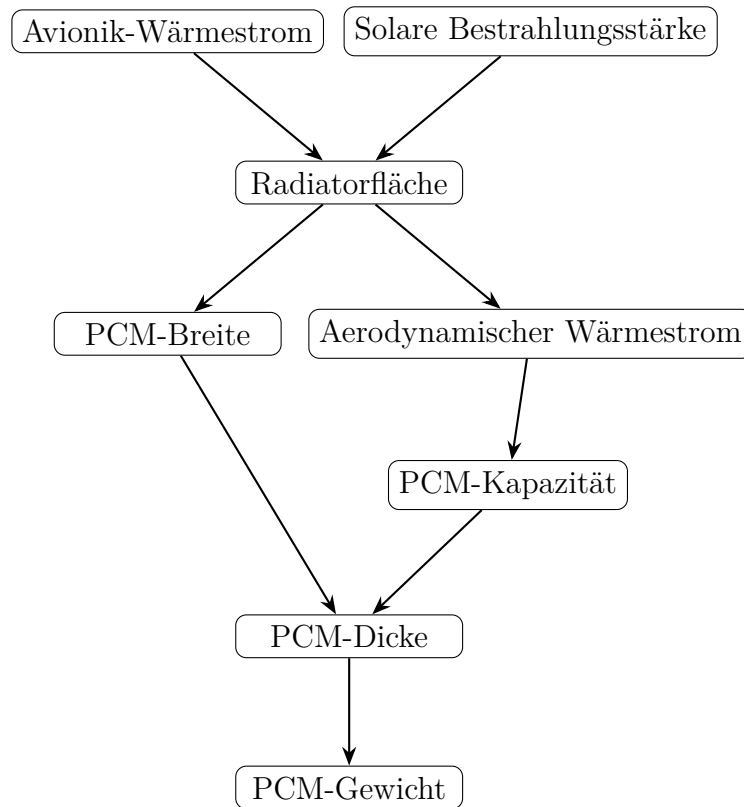 Avionik-Wärmestrom
Solare Bestrahlungsstärke
Radiatorfläche
PCM-Breite
Aerodynamischer Wärmestrom
PCM-Kapazität
PCM-Dicke
PCM-Gewicht